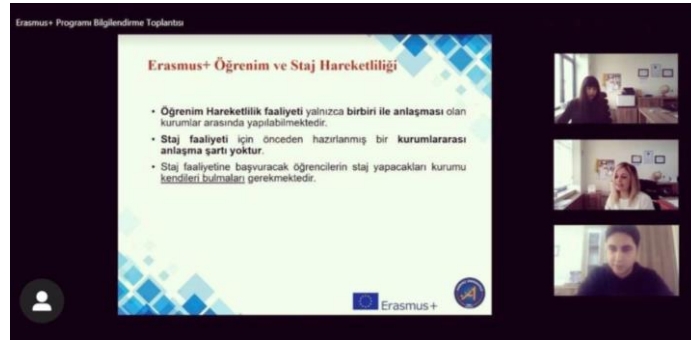 Erasmus+ Programı Bilgilendirme Toplantısı
Erasmus+ Öğrenim ve Staj Hareketliliği
• Öğrenim Hareketlilik faaliyeti yalnızca birbiri ile anlaşması olan
kurumlar arasında yapılabilmektedir.
• Staj faaliyeti için önceden hazırlanmış bir kurumlararası
anlaşma şartı yoktur.
• Staj faaliyetine başvuracak öğrencilerin staj yapacakları kurumu
kendileri bulmaları gerekmektedir.
Erasmus+